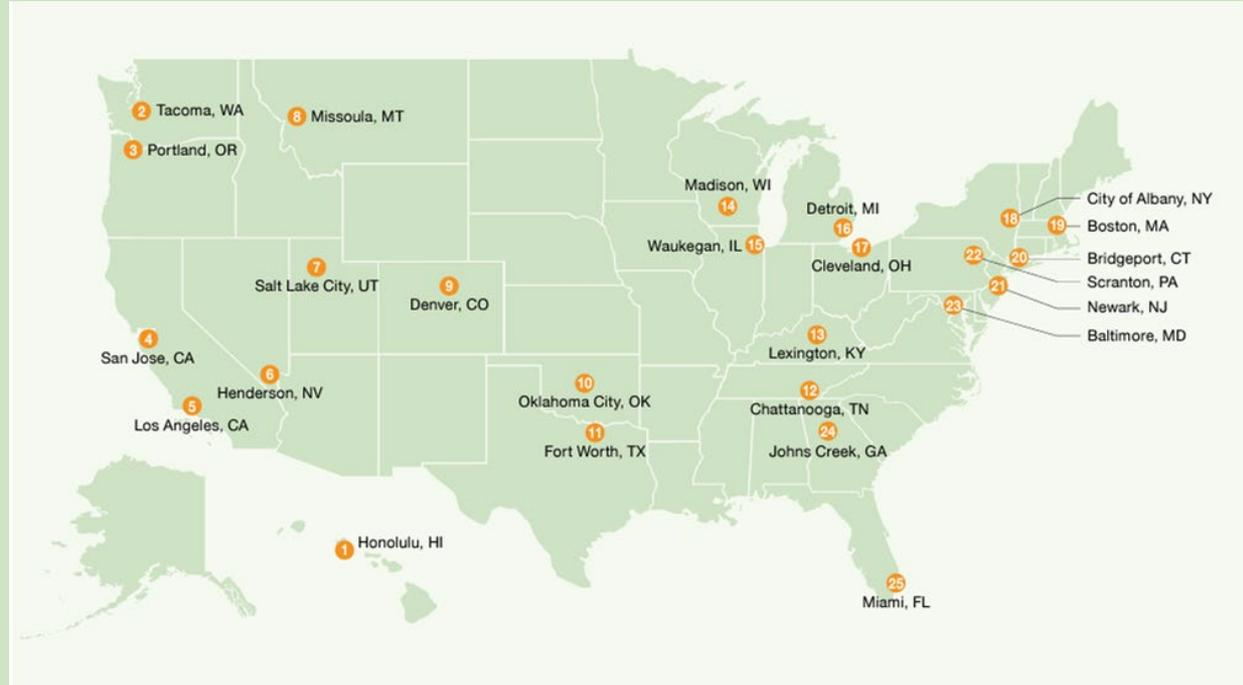 2 Tacoma, WA
8 Missoula, MT
3 Portland, OR
Madison, WI
14
City of Albany, NY
18
Detroit, MI
16
19 Boston, MA
Waukegan, IL 15
17
Cleveland, OH
22
20 Bridgeport, CT
7
Salt Lake City, UT
Scranton, PA
9
Denver, CO
21
Newark, NJ
23
Baltimore, MD
4
San Jose, CA
13
Lexington, KY
6
Henderson, NV
10
Oklahoma City, OK
12
Chattanooga, TN
5
Los Angeles, CA
11
Fort Worth, TX
24
Johns Creek, GA
1 Honolulu, HI
25
Miami, FL